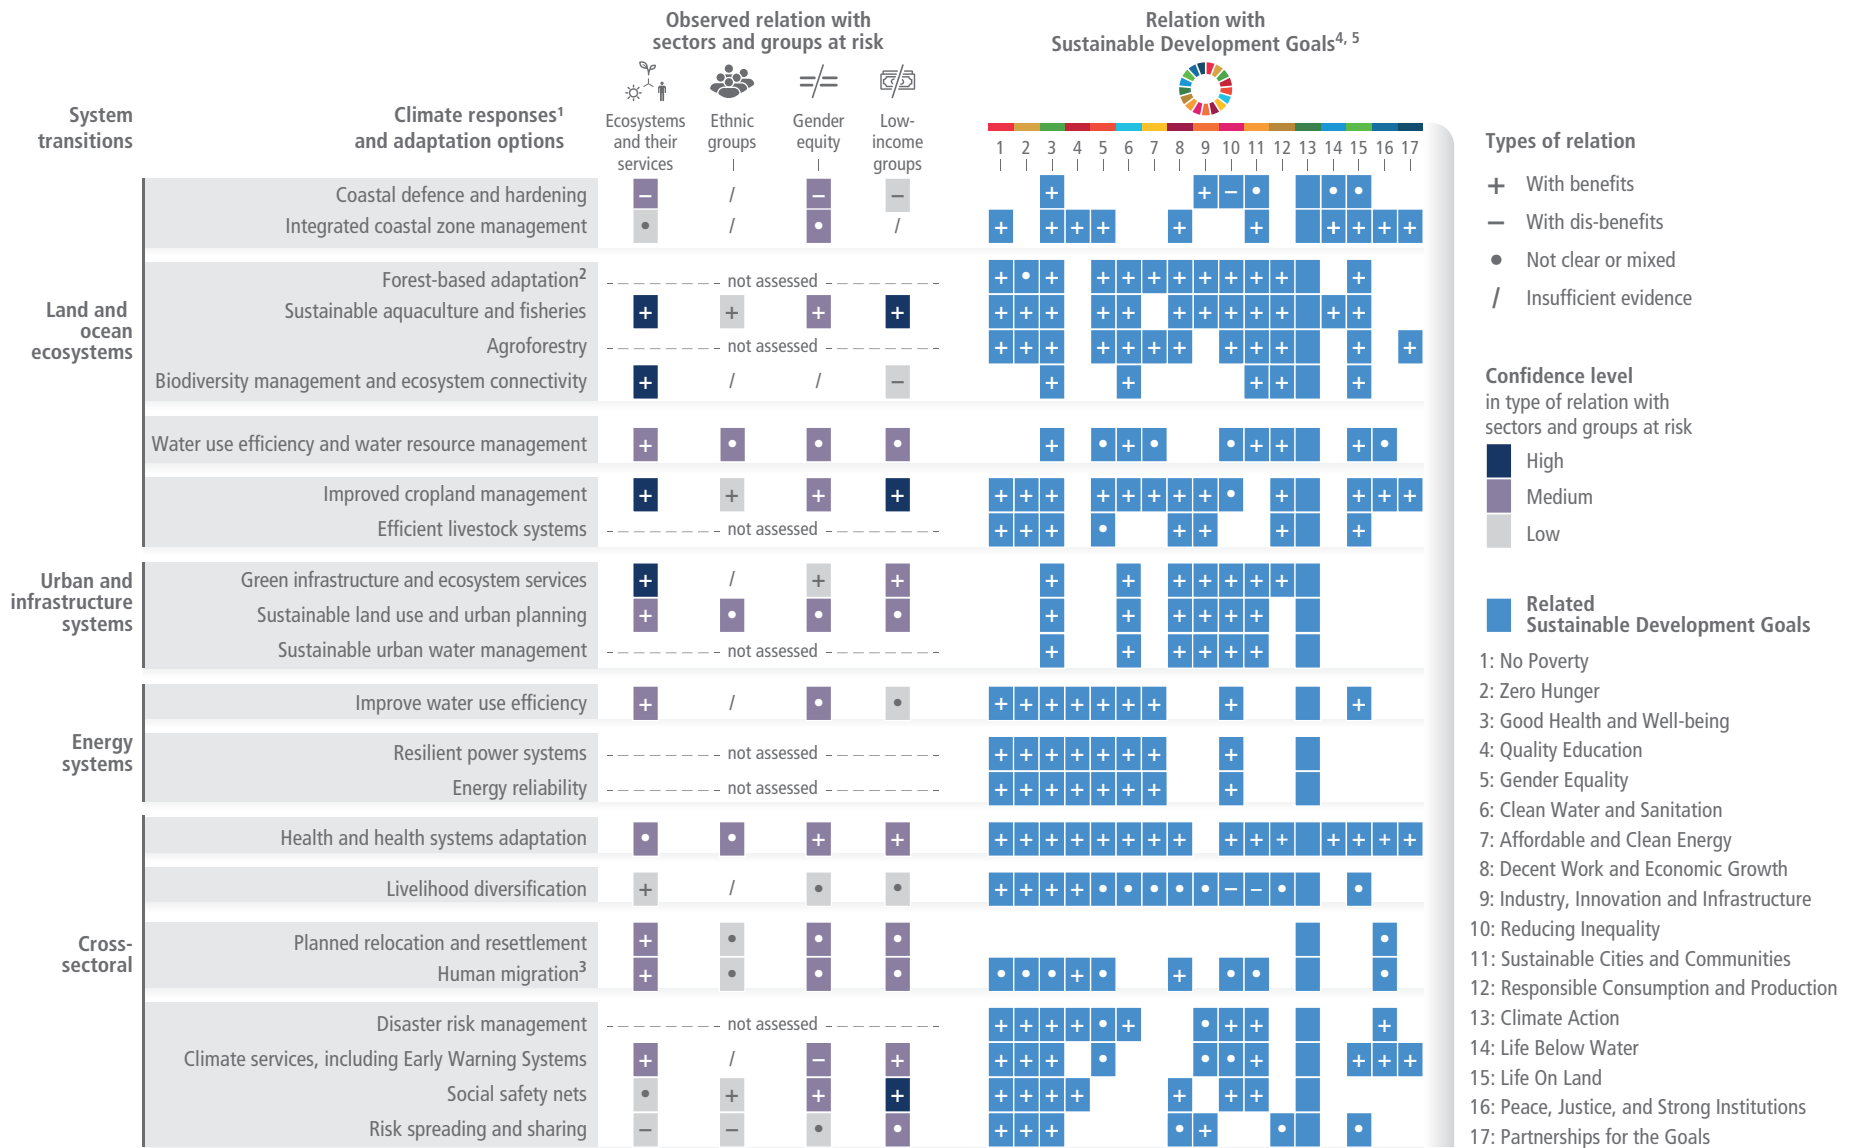 Observed relation with
sectors and groups at risk
Relation with
Sustainable Development Goals4, 5
System
transitions
Climate responses1
and adaptation options
Ecosystems
and their
services
Ethnic
groups
Gender
equity
Low-
income
groups
1 2 3 4 5 6 7 8 9 10 11 12 13 14 15 16 17
Land and
ocean
ecosystems
Coastal defence and hardening − / − − + + − • • •
Integrated coastal zone management • / • / + + + + + + + + + +
Forest-based adaptation2 not assessed + • + + + + + + + + + +
Sustainable aquaculture and fisheries + + + + + + + + + + + + + + + +
Agroforestry not assessed + + + + + + + + + + + +
Biodiversity management and ecosystem connectivity + / / − + + + + +
Water use efficiency and water resource management + • • • + • + • • + + + •
Improved cropland management + + + + + + + + + + + + • + + + +
Efficient livestock systems not assessed + + + • + + + +
Urban and
infrastructure
systems
Green infrastructure and ecosystem services + / + + + + + + + + +
Sustainable land use and urban planning + • • • + + + + + +
Sustainable urban water management not assessed + + + + + +
Energy
systems
Improve water use efficiency + / • • + + + + + + + + +
Resilient power systems not assessed + + + + + + + +
Energy reliability not assessed + + + + + + + +
Cross-
sectoral
Health and health systems adaptation • • + + + + + + + + + + + + + + + + +
Livelihood diversification + / • • + + + + • • • • • − − • •
Planned relocation and resettlement + • • • •
Human migration3 + • • • • • • + • + • • •
Disaster risk management not assessed + + + + • + • + + +
Climate services, including Early Warning Systems + / − + + + + • • • + + + +
Social safety nets • + + + + + + + + + +
Risk spreading and sharing − − • • + + + • + • •
Types of relation
+ With benefits
− With dis-benefits
• Not clear or mixed
/ Insufficient evidence
Confidence level
in type of relation with
sectors and groups at risk
High
Medium
Low
Related
Sustainable Development Goals
1: No Poverty
2: Zero Hunger
3: Good Health and Well-being
4: Quality Education
5: Gender Equality
6: Clean Water and Sanitation
7: Affordable and Clean Energy
8: Decent Work and Economic Growth
9: Industry, Innovation and Infrastructure
10: Reducing Inequality
11: Sustainable Cities and Communities
12: Responsible Consumption and Production
13: Climate Action
14: Life Below Water
15: Life On Land
16: Peace, Justice, and Strong Institutions
17: Partnerships for the Goals